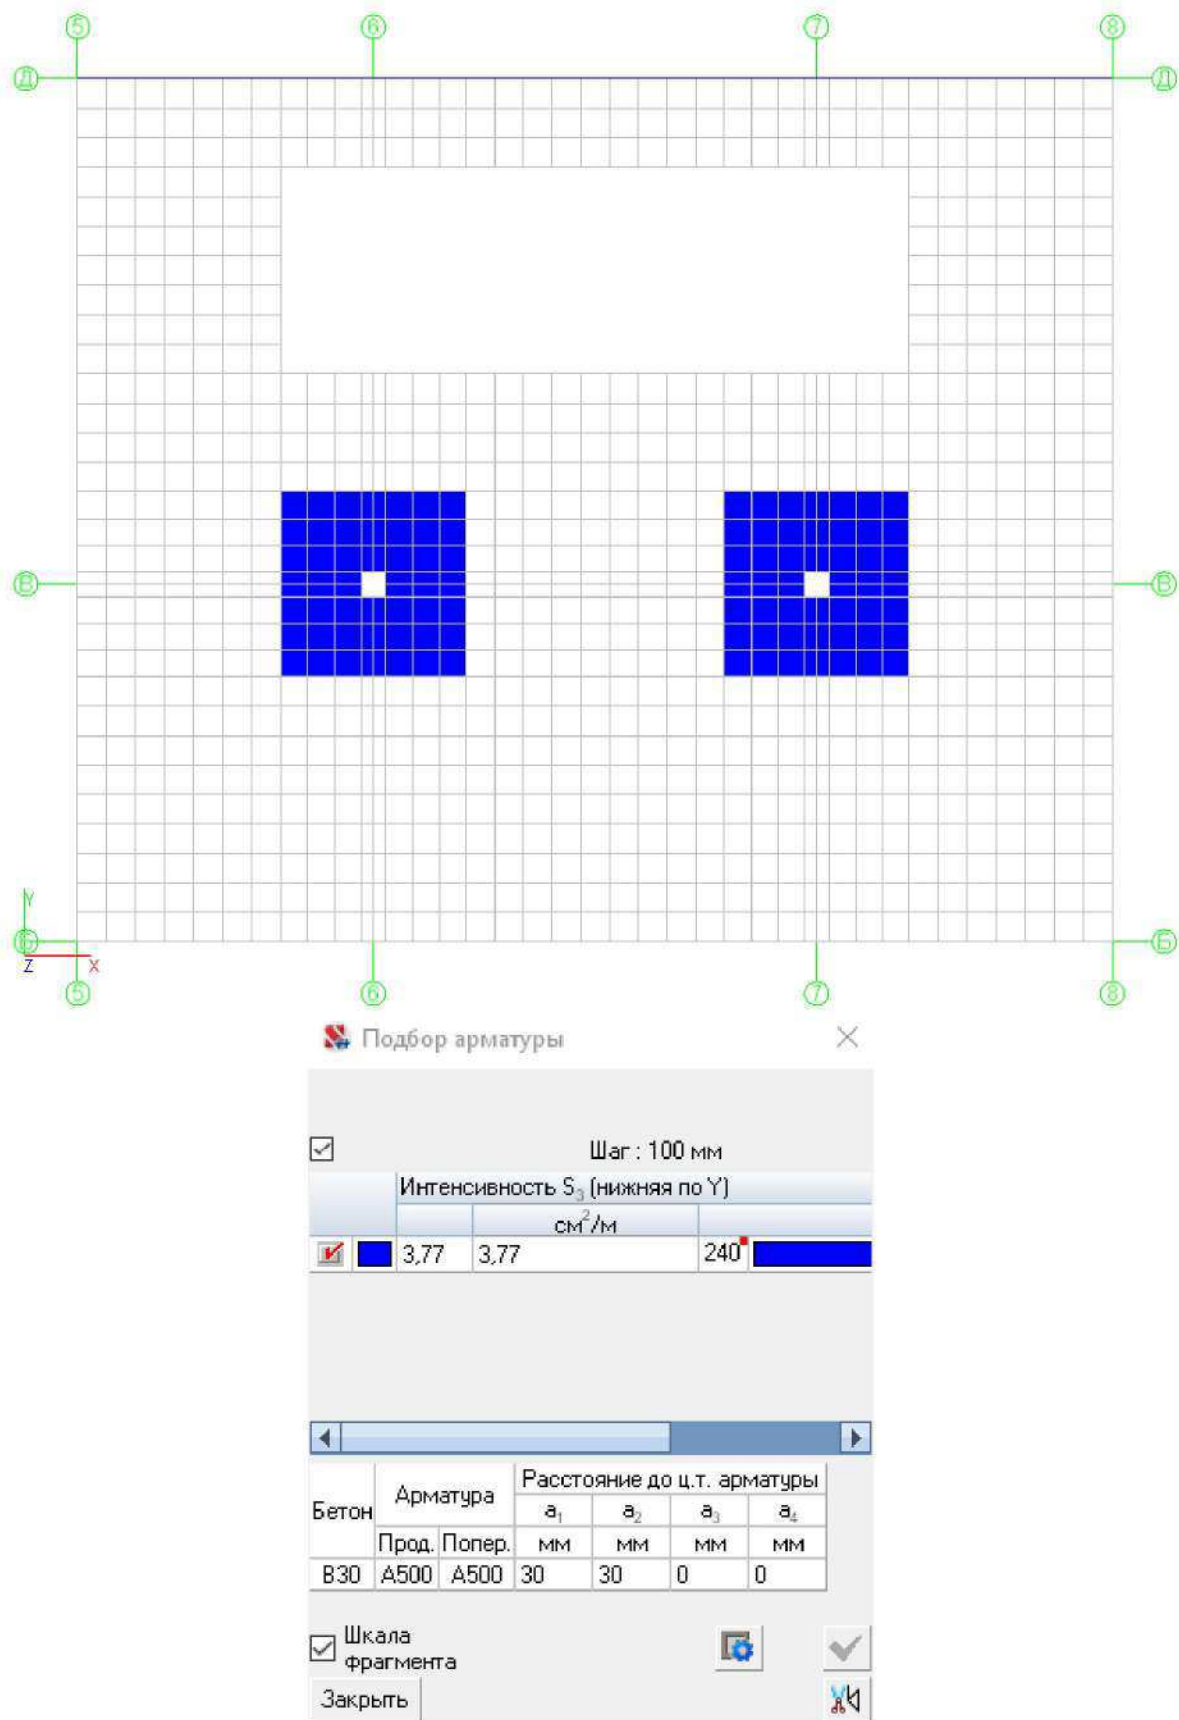 5 6 7 8
Д Д
В В
Y
Б Б
Z X
5 6 7 8
Подбор арматуры
Шаг : 100 мм
Интенсивность S3 (нижняя по Y)
см2/м
3,77 3,77 240
Бетон Арматура Расстояние до ц.т. арматуры
a1 a2 a3 a4
Прод. Попер. мм мм мм мм
B30 A500 A500 30 30 0 0
Шкала
фрагмента
Закрыть